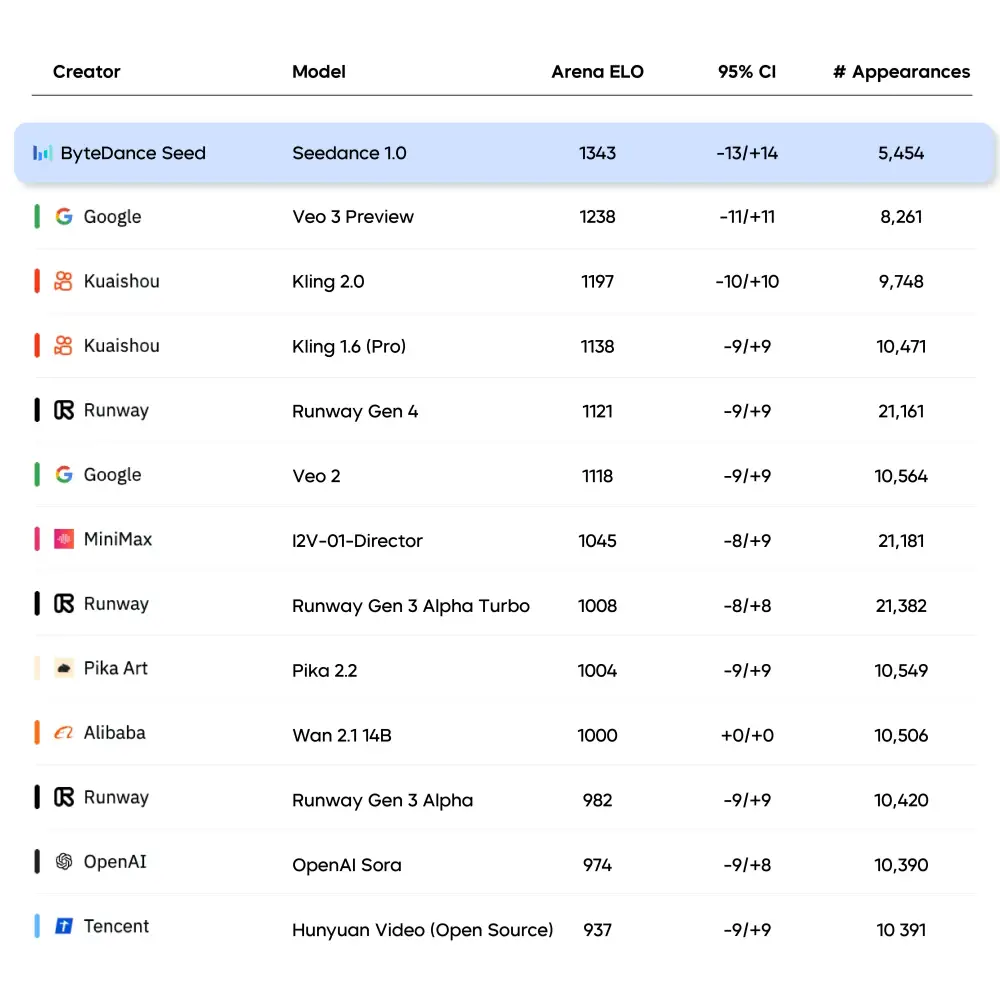 Creator Model Arena ELO 95% CI # Appearances
ByteDance Seed Seedance 1.0 1343 -13/+14 5,454
Google Veo 3 Preview 1238 -11/+11 8,261
Kuaishou Kling 2.0 1197 -10/+10 9,748
Kuaishou Kling 1.6 (Pro) 1138 -9/+9 10,471
Runway Runway Gen 4 1121 -9/+9 21,161
Google Veo 2 1118 -9/+9 10,564
MiniMax I2V-01-Director 1045 -8/+9 21,181
Runway Runway Gen 3 Alpha Turbo 1008 -8/+8 21,382
Pika Art Pika 2.2 1004 -9/+9 10,549
Alibaba Wan 2.1 14B 1000 +0/+0 10,506
Runway Runway Gen 3 Alpha 982 -9/+9 10,420
OpenAI OpenAI Sora 974 -9/+8 10,390
Tencent Hunyuan Video (Open Source) 937 -9/+9 10 391